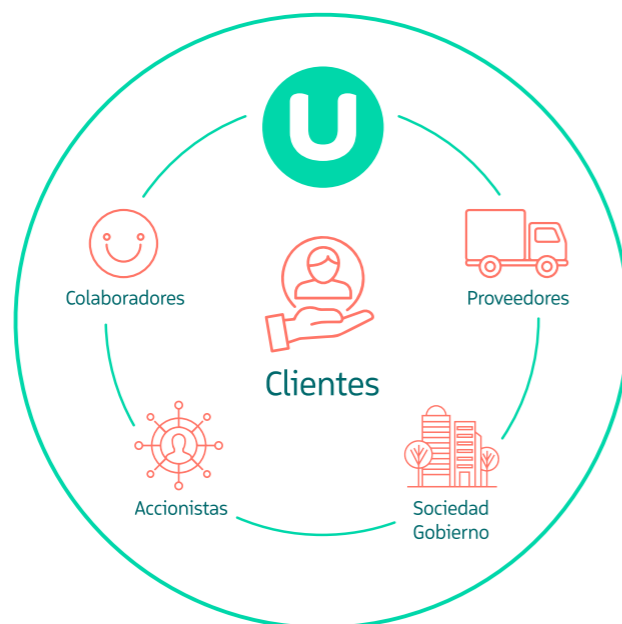 U
Colaboradores
Proveedores
Clientes
Accionistas
Sociedad
Gobierno